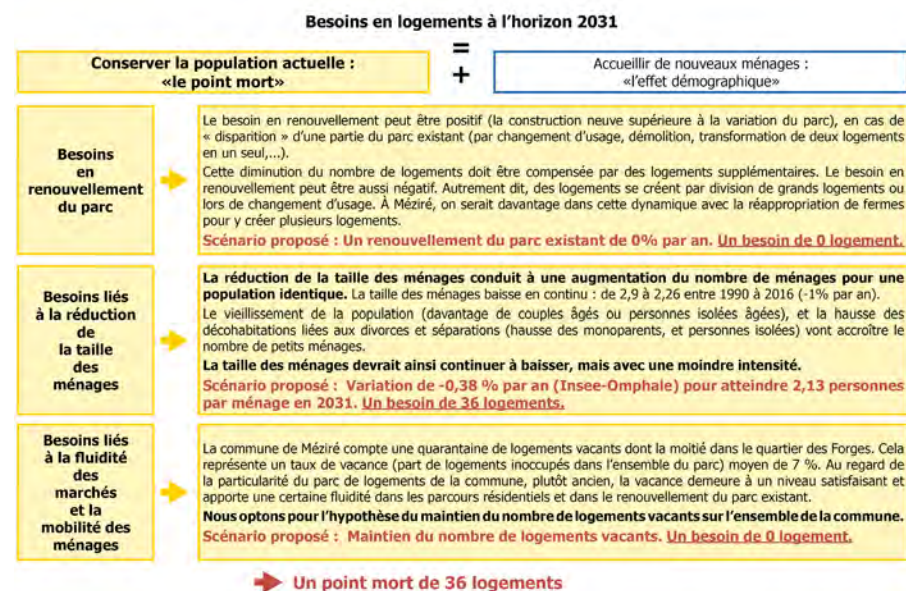 Besoins en logements à l'horizon 2031
=
Conserver la population actuelle :
«le point mort»
+
Accueillir de nouveaux ménages :
«l'effet démographique»
Besoins
en
renouvellement
du parc
Le besoin en renouvellement peut être positif (la construction neuve supérieure à la variation du parc), en cas de
« disparition » d'une partie du parc existant (par changement d'usage, démolition, transformation de deux logements
en un seul,...).
Cette diminution du nombre de logements doit être compensée par des logements supplémentaires. Le besoin en
renouvellement peut être aussi négatif. Autrement dit, des logements se créent par division de grands logements ou
lors de changement d'usage. À Méziré, on serait davantage dans cette dynamique avec la réappropriation de fermes
pour y créer plusieurs logements.
Scénario proposé : Un renouvellement du parc existant de 0% par an. Un besoin de 0 logement.
Besoins liés
à la réduction
de
la taille
des
ménages
La réduction de la taille des ménages conduit à une augmentation du nombre de ménages pour une
population identique. La taille des ménages baisse en continu : de 2,9 à 2,26 entre 1990 à 2016 (-1% par an).
Le vieillissement de la population (davantage de couples âgés ou personnes isolées âgées), et la hausse des
décohabitations liées aux divorces et séparations (hausse des monoparents, et personnes isolées) vont accroître le
nombre de petits ménages.
La taille des ménages devrait ainsi continuer à baisser, mais avec une moindre intensité.
Scénario proposé : Variation de -0,38 % par an (Insee-Omphale) pour atteindre 2,13 personnes
par ménage en 2031. Un besoin de 36 logements.
Besoins liés
à la fluidité
des
marchés
et la
mobilité des
ménages
La commune de Méziré compte une quarantaine de logements vacants dont la moitié dans le quartier des Forges. Cela
représente un taux de vacance (part de logements inoccupés dans l'ensemble du parc) moyen de 7 %. Au regard de
la particularité du parc de logements de la commune, plutôt ancien, la vacance demeure à un niveau satisfaisant et
apporte une certaine fluidité dans les parcours résidentiels et dans le renouvellement du parc existant.
Nous optons pour l'hypothèse du maintien du nombre de logements vacants sur l'ensemble de la commune.
Scénario proposé : Maintien du nombre de logements vacants. Un besoin de 0 logement.
Un point mort de 36 logements